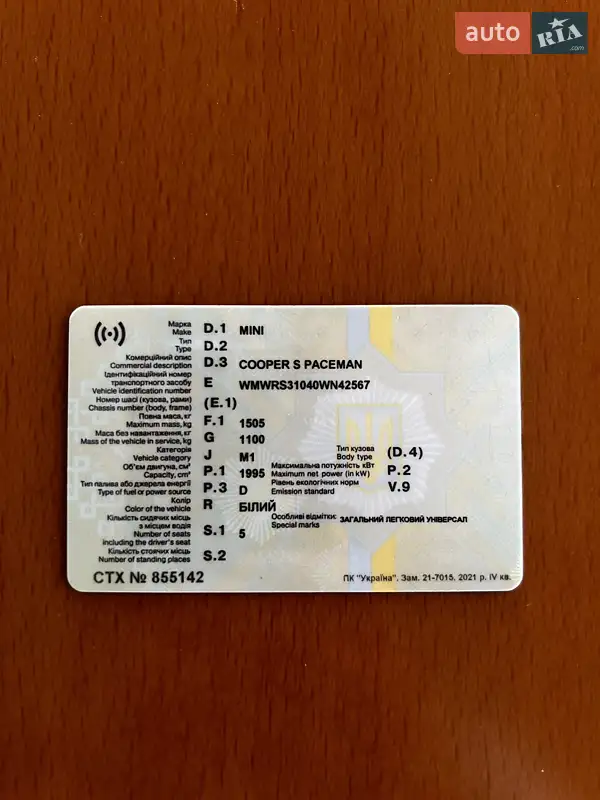 auto RIA .com
Марка
Make D.1 MINI
Тип
Type D.2
Комерційний опис
Commercial description D.3 COOPER S PACEMAN
Ідентифікаційний номер
транспортного засобу
Vehicle identification number E WMWRS31040WN42567
Номер шасі (кузова, рами)
Chassis number (body, frame) (E.1)
Повна маса, кг
Maximum mass, kg F.1 1505
Маса без навантаження, кг
Mass of the vehicle in service, kg G 1100
Категорія
Vehicle category J M1
Тип кузова
Body type (D.4)
Об'єм двигуна, см³
Capacity, cm³ P.1 1995
Максимальна потужність кВт
Maximum net power (in kW) P.2
Тип палива або джерела енергії
Type of fuel or power source P.3 D
Рівень екологічних норм
Emission standard V.9
Колір
Color of the vehicle R БІЛИЙ
Кількість сидячих місць
з місцем водія
Number of seats
including the driver's seat S.1 5
Особливі відмітки:
Special marks ЗАГАЛЬНИЙ ЛЕГКОВИЙ УНІВЕРСАЛ
Кількість стоячих місць
Number of standing places S.2
СТХ № 855142
ПК "Україна". Зам. 21-7015. 2021 р. IV кв.